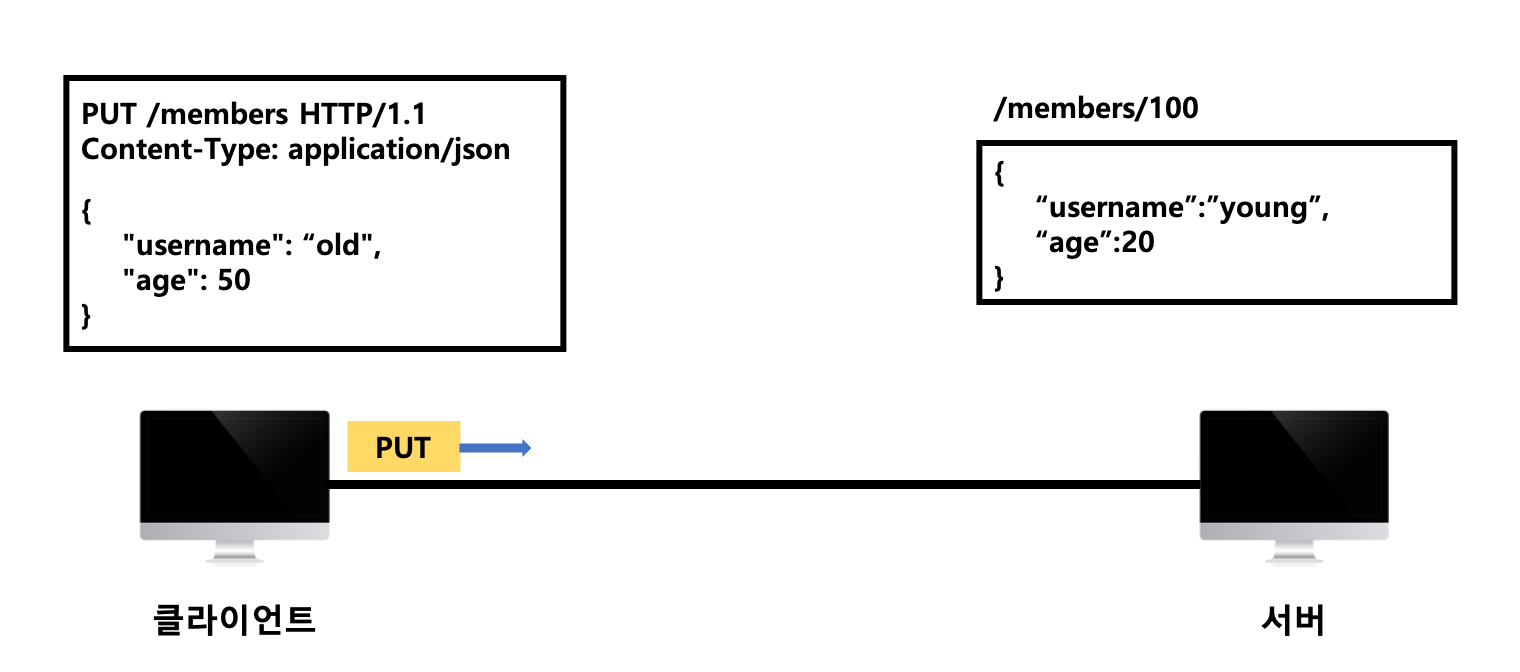 PUT /members HTTP/1.1
Content-Type: application/json
{
"username": “old",
"age": 50
}
/members/100
{
“username”:”young”,
“age”:20
}
PUT
클라이언트
서버